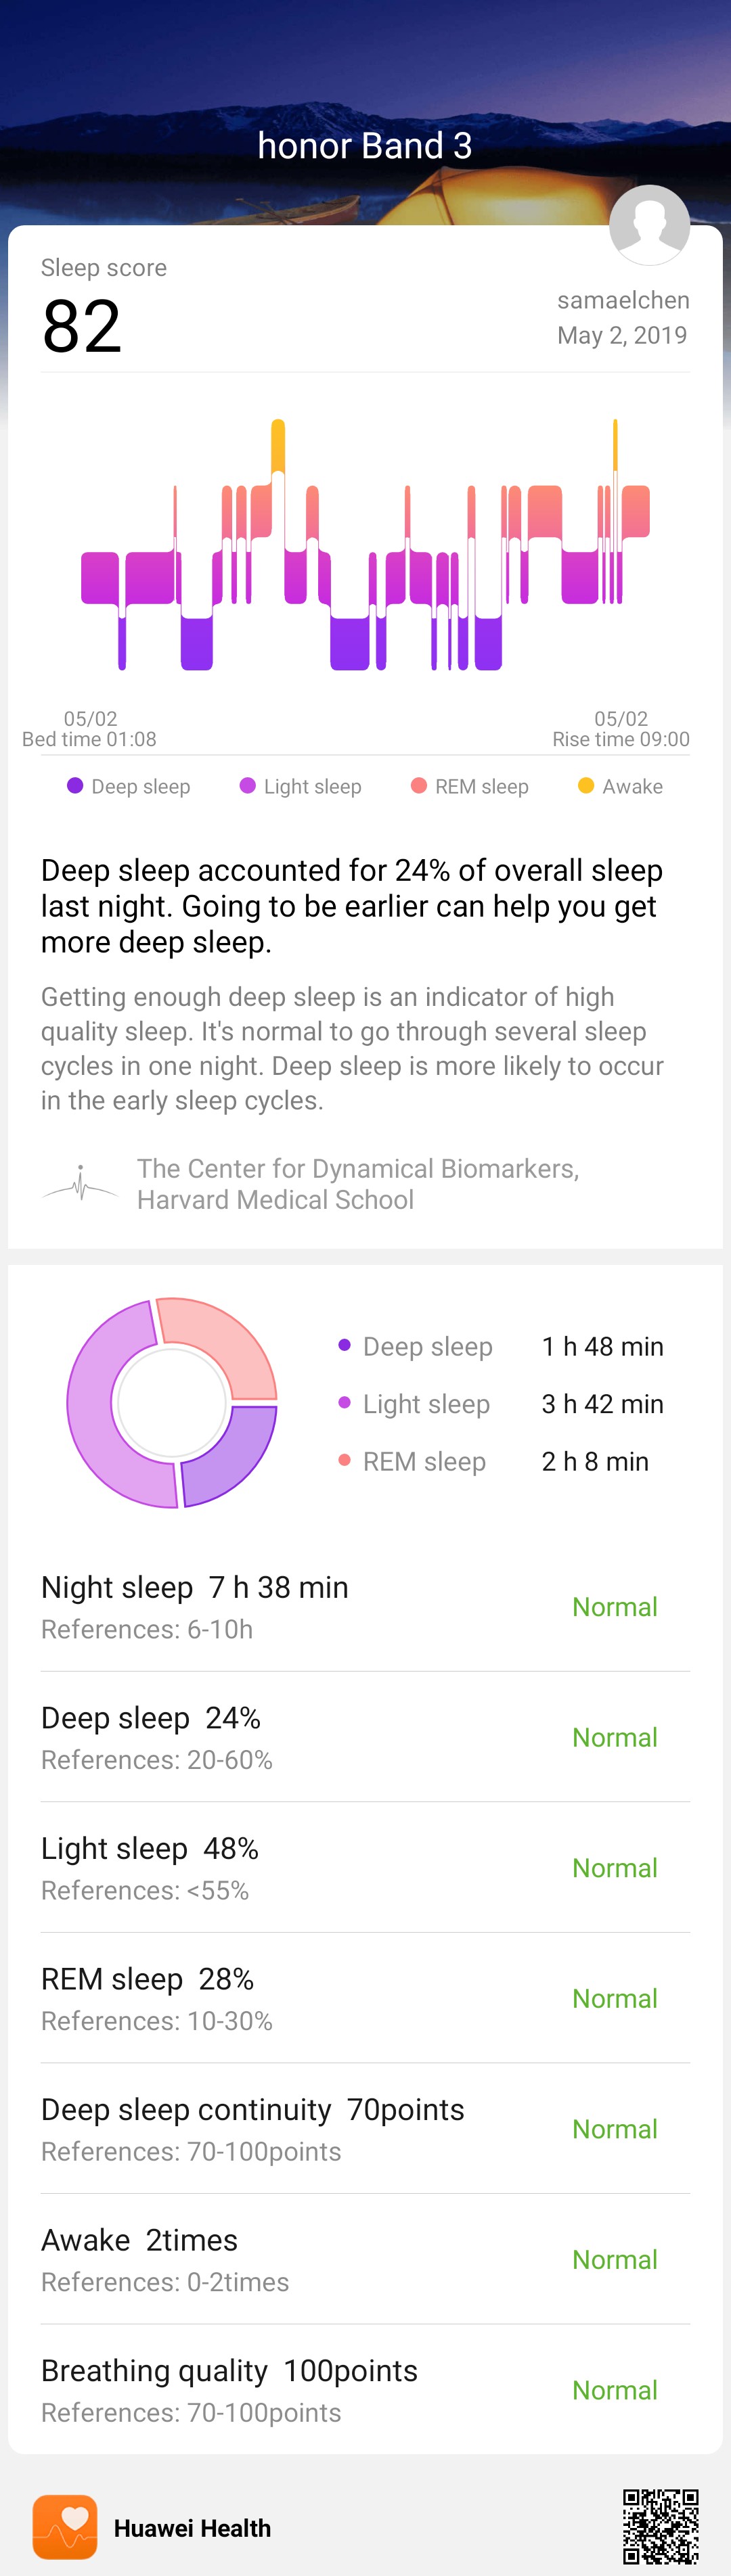 honor Band 3
Sleep score
82
samaelchen
May 2, 2019
05/02
Bed time 01:08
05/02
Rise time 09:00
Deep sleep
Light sleep
REM sleep
Awake
Deep sleep accounted for 24% of overall sleep
last night. Going to be earlier can help you get
more deep sleep.
Getting enough deep sleep is an indicator of high
quality sleep. It's normal to go through several sleep
cycles in one night. Deep sleep is more likely to occur
in the early sleep cycles.
The Center for Dynamical Biomarkers,
Harvard Medical School
Deep sleep 1 h 48 min
Light sleep 3 h 42 min
REM sleep 2 h 8 min
Night sleep 7 h 38 min
References: 6-10h
Normal
Deep sleep 24%
References: 20-60%
Normal
Light sleep 48%
References: <55%
Normal
REM sleep 28%
References: 10-30%
Normal
Deep sleep continuity 70points
References: 70-100points
Normal
Awake 2times
References: 0-2times
Normal
Breathing quality 100points
References: 70-100points
Normal
Huawei Health